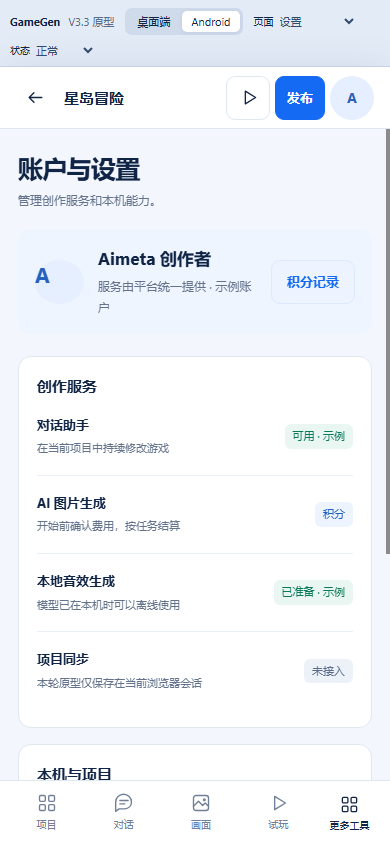 GameGen V3.3 原型 桌面端 Android 页面 设置
状态 正常
星岛冒险 发布 A
账户与设置
管理创作服务和本机能力。
A
Aimeta 创作者
服务由平台统一提供 · 示例账
户
积分记录
创作服务
对话助手
在当前项目中持续修改游戏
可用 · 示例
AI 图片生成
开始前确认费用，按任务结算
积分
本地音效生成
模型已在本机时可以离线使用
已准备 · 示例
项目同步
本轮原型仅保存在当前浏览器会话
未接入
本机与项目
项目 对话 画面 试玩 更多工具